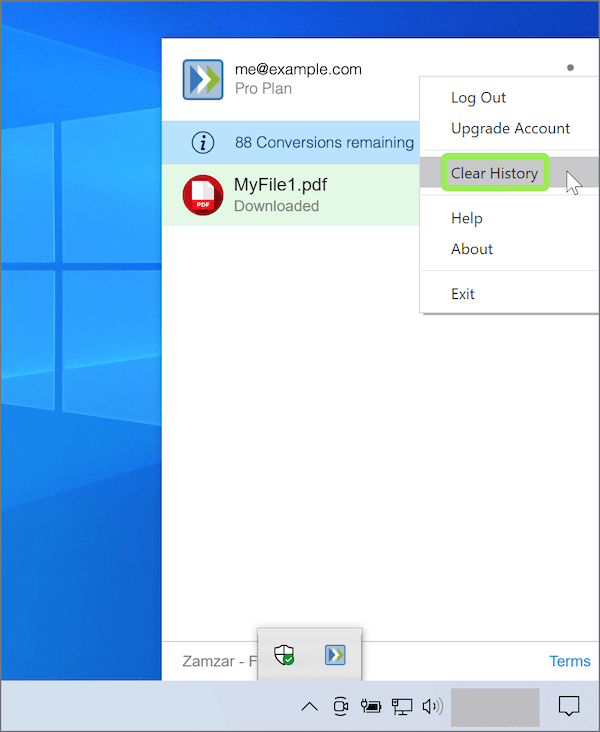 me@example.com
Pro Plan
Log Out
Upgrade Account
88 Conversions remaining
Clear History
MyFile1.pdf
Downloaded
PDF
Help
About
Exit
Zamzar - F
Terms